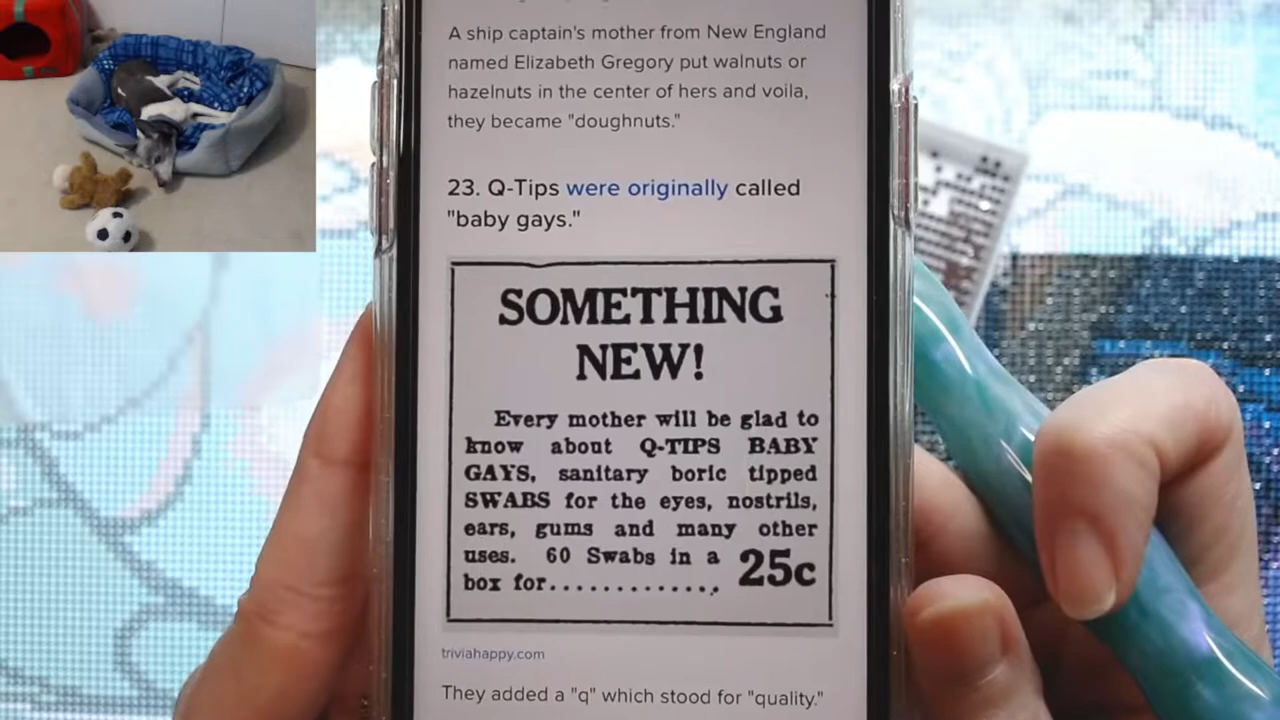 A ship captain's mother from New England
named Elizabeth Gregory put walnuts or
hazelnuts in the center of hers and voila,
they became "doughnuts."
23. Q-Tips were originally called
"baby gays."
SOMETHING
NEW!
Every mother will be glad to
know about Q-TIPS BABY
GAYS, sanitary boric tipped
SWABS for the eyes, nostrils,
ears, gums and many other
uses. 60 Swabs in a
box for............. 25c
triviahappy.com
They added a "q" which stood for "quality."